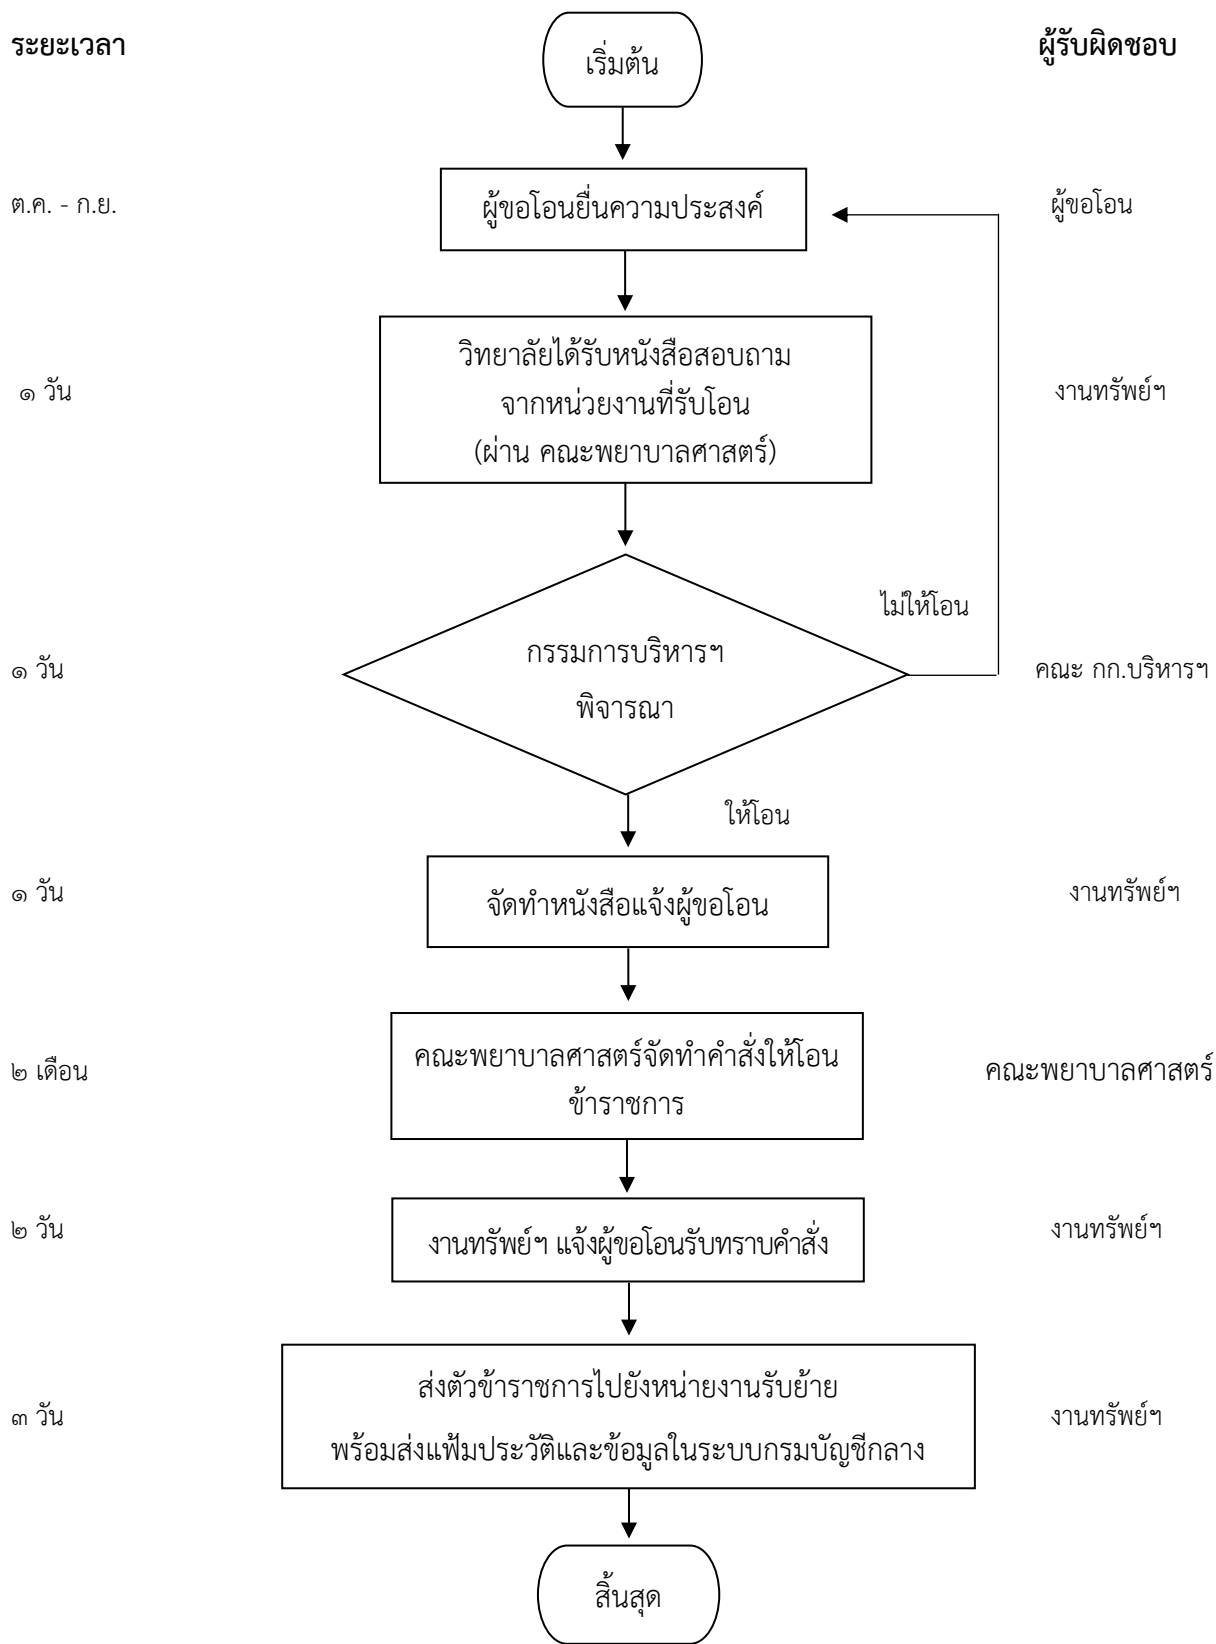 ระยะเวลา
เริ่มต้น
ผู้รับผิดชอบ
ต.ค. - ก.ย.
ผู้ขอโอนยื่นความประสงค์
ผู้ขอโอน
วิทยาลัยได้รับหนังสือสอบถาม
จากหน่วยงานที่รับโอน
(ผ่าน คณะพยาบาลศาสตร์)
๑ วัน
งานทรัพย์ฯ
ไม่ให้โอน
กรรมการบริหารฯ
พิจารณา
๑ วัน
คณะ กก.บริหารฯ
ให้โอน
๑ วัน
จัดทำหนังสือแจ้งผู้ขอโอน
งานทรัพย์ฯ
คณะพยาบาลศาสตร์จัดทำคำสั่งให้โอน
ข้าราชการ
๒ เดือน
คณะพยาบาลศาสตร์
๒ วัน
งานทรัพย์ฯ แจ้งผู้ขอโอนรับทราบคำสั่ง
งานทรัพย์ฯ
ส่งตัวข้าราชการไปยังหน่ายงานรับย้าย
พร้อมส่งแฟ้มประวัติและข้อมูลในระบบกรมบัญชีกลาง
๓ วัน
งานทรัพย์ฯ
สิ้นสุด